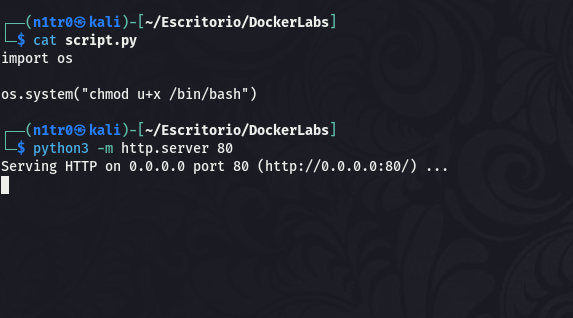 ┌──(n1tr0㉿kali)-[~/Escritorio/DockerLabs]
└─$ cat script.py
import os

os.system("chmod u+x /bin/bash")

┌──(n1tr0㉿kali)-[~/Escritorio/DockerLabs]
└─$ python3 -m http.server 80
Serving HTTP on 0.0.0.0 port 80 (http://0.0.0.0:80/) ...